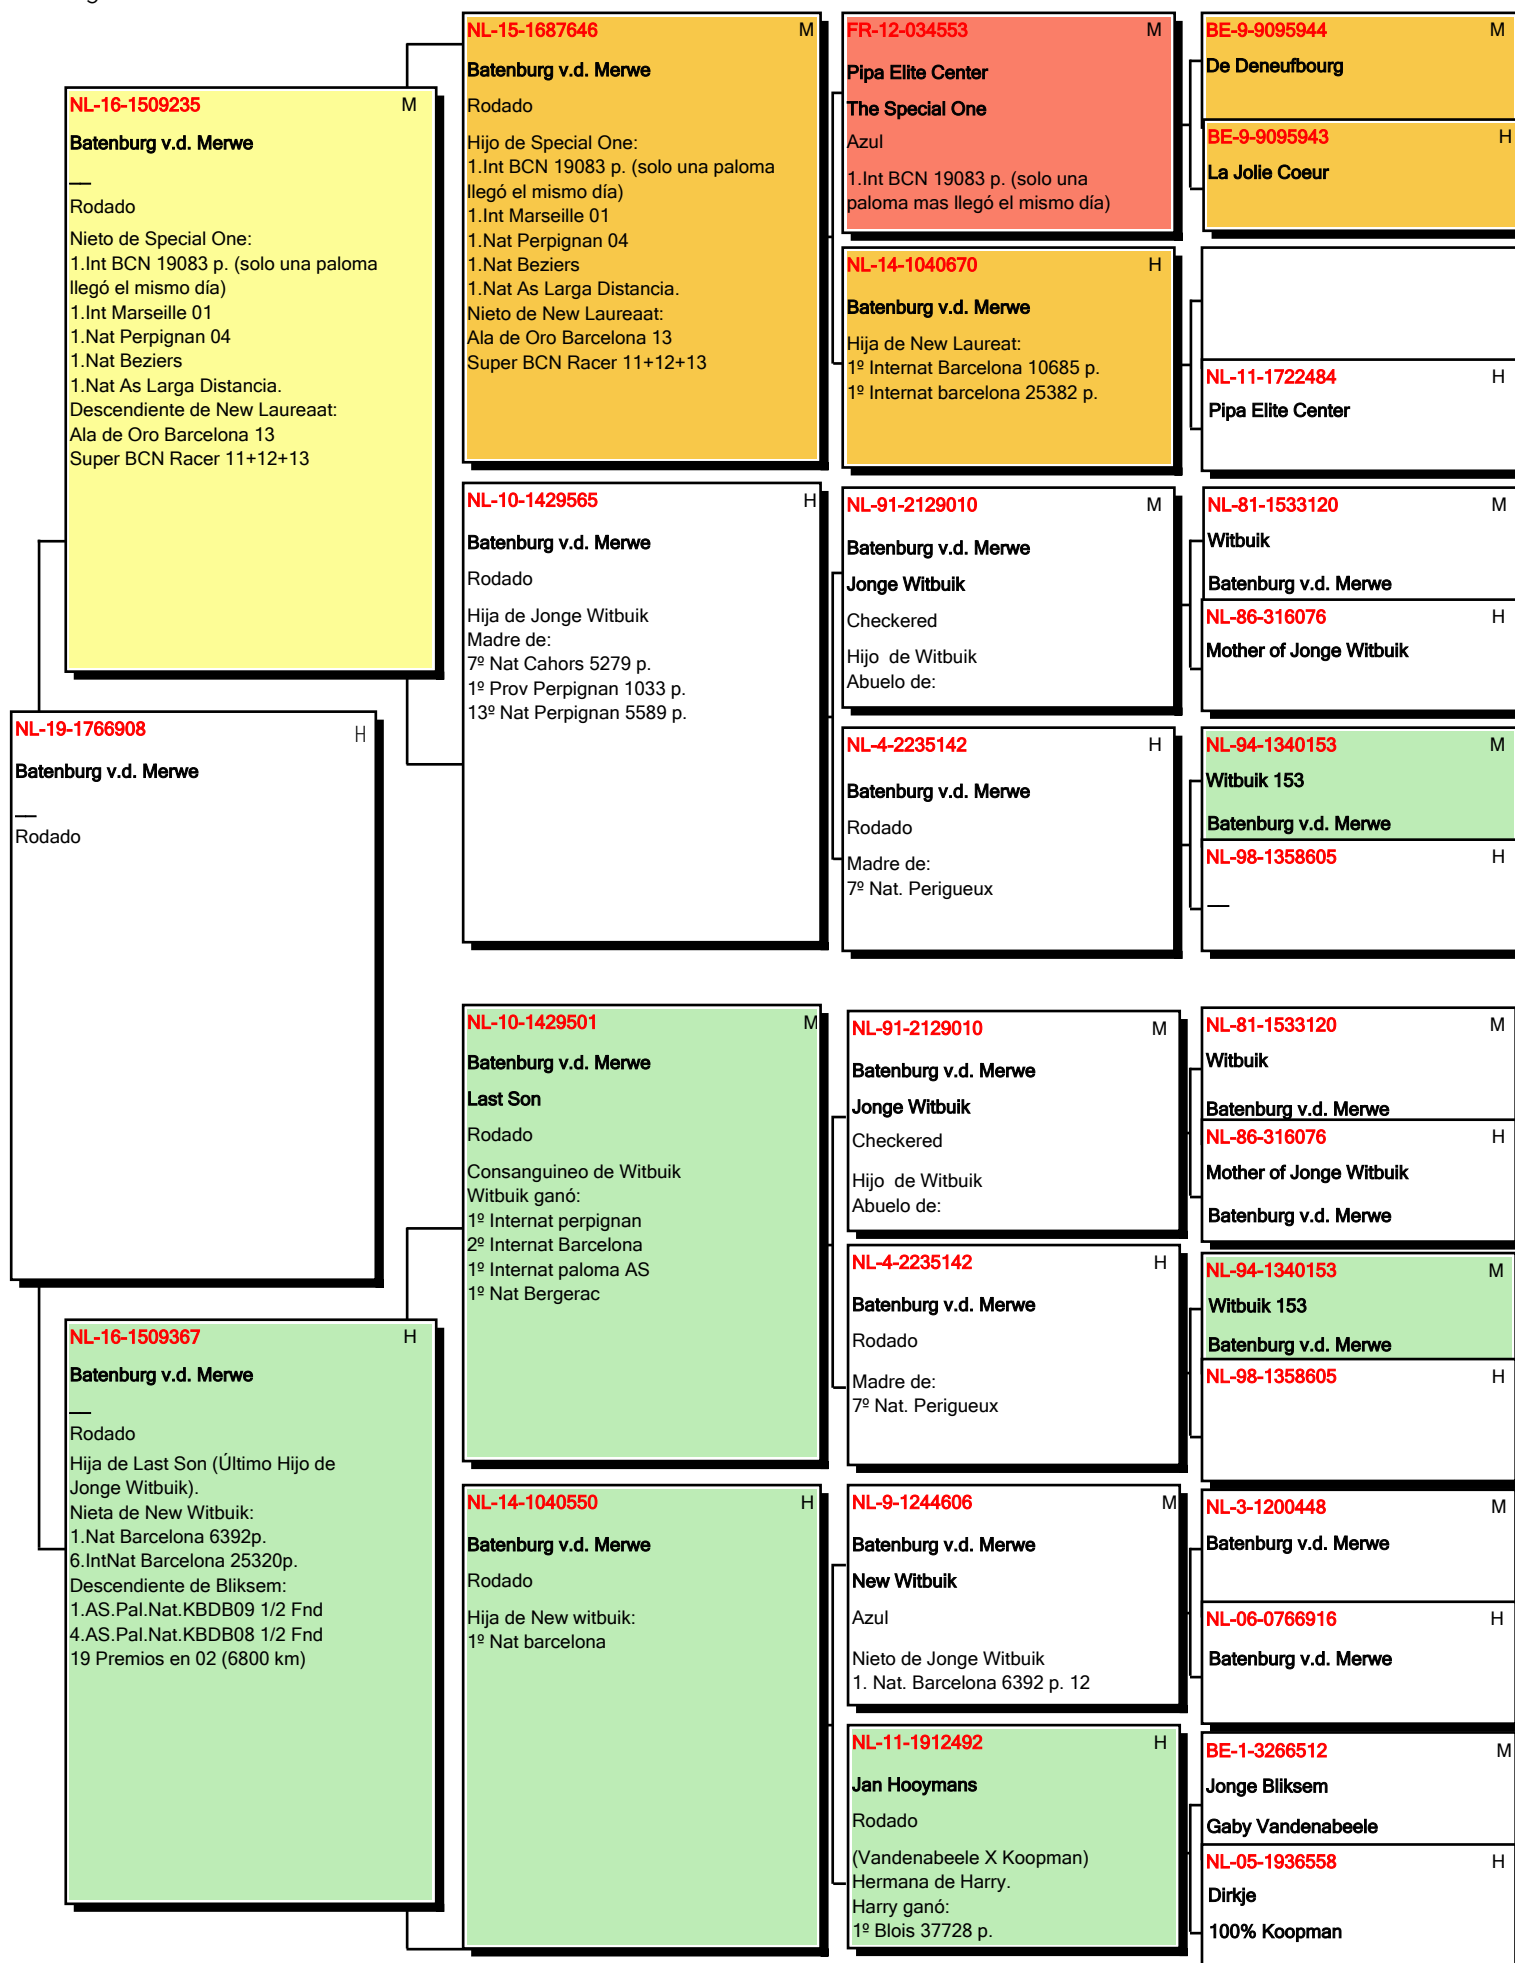 NL-16-1509235 M
Batenburg v.d. Merwe
__
Rodado
Nieto de Special One:
1.Int BCN 19083 p. (solo una paloma
llegó el mismo día)
1.Int Marseille 01
1.Nat Perpignan 04
1.Nat Beziers
1.Nat As Larga Distancia.
Descendiente de New Laureaat:
Ala de Oro Barcelona 13
Super BCN Racer 11+12+13
NL-19-1766908 H
Batenburg v.d. Merwe
__
Rodado
NL-16-1509367 H
Batenburg v.d. Merwe
__
Rodado
Hija de Last Son (Último Hijo de
Jonge Witbuik).
Nieta de New Witbuik:
1.Nat Barcelona 6392p.
6.IntNat Barcelona 25320p.
Descendiente de Bliksem:
1.AS.Pal.Nat.KBDB09 1/2 Fnd
4.AS.Pal.Nat.KBDB08 1/2 Fnd
19 Premios en 02 (6800 km)
NL-15-1687646 M
Batenburg v.d. Merwe
Rodado
Hijo de Special One:
1.Int BCN 19083 p. (solo una paloma
llegó el mismo día)
1.Int Marseille 01
1.Nat Perpignan 04
1.Nat Beziers
1.Nat As Larga Distancia.
Nieto de New Laureaat:
Ala de Oro Barcelona 13
Super BCN Racer 11+12+13
NL-10-1429565 H
Batenburg v.d. Merwe
Rodado
Hija de Jonge Witbuik
Madre de:
7º Nat Cahors 5279 p.
1º Prov Perpignan 1033 p.
13º Nat Perpignan 5589 p.
NL-10-1429501 M
Batenburg v.d. Merwe
Last Son
Rodado
Consanguineo de Witbuik
Witbuik ganó:
1º Internat perpignan
2º Internat Barcelona
1º Internat paloma AS
1º Nat Bergerac
NL-14-1040550 H
Batenburg v.d. Merwe
Rodado
Hija de New witbuik:
1º Nat barcelona
FR-12-034553 M
Pipa Elite Center
The Special One
Azul
1.Int BCN 19083 p. (solo una
paloma mas llegó el mismo día)
NL-14-1040670 H
Batenburg v.d. Merwe
Hija de New Laureat:
1º Internat Barcelona 10685 p.
1º Internat barcelona 25382 p.
NL-91-2129010 M
Batenburg v.d. Merwe
Jonge Witbuik
Checkered
Hijo  de Witbuik
Abuelo de:
NL-4-2235142 H
Batenburg v.d. Merwe
Rodado
Madre de:
7º Nat. Perigueux
NL-91-2129010 M
Batenburg v.d. Merwe
Jonge Witbuik
Checkered
Hijo  de Witbuik
Abuelo de:
NL-4-2235142 H
Batenburg v.d. Merwe
Rodado
Madre de:
7º Nat. Perigueux
NL-9-1244606 M
Batenburg v.d. Merwe
New Witbuik
Azul
Nieto de Jonge Witbuik
1. Nat. Barcelona 6392 p. 12
NL-11-1912492 H
Jan Hooymans
Rodado
(Vandenabeele X Koopman)
Hermana de Harry.
Harry ganó:
1º Blois 37728 p.
BE-9-9095944 M
De Deneufbourg
BE-9-9095943 H
La Jolie Coeur
NL-11-1722484 H
Pipa Elite Center
NL-81-1533120 M
Witbuik
Batenburg v.d. Merwe
NL-86-316076 H
Mother of Jonge Witbuik
NL-94-1340153 M
Witbuik 153
Batenburg v.d. Merwe
NL-98-1358605 H
__
NL-81-1533120 M
Witbuik
Batenburg v.d. Merwe
NL-86-316076 H
Mother of Jonge Witbuik
Batenburg v.d. Merwe
NL-94-1340153 M
Witbuik 153
Batenburg v.d. Merwe
NL-98-1358605 H
NL-3-1200448 M
Batenburg v.d. Merwe
NL-06-0766916 H
Batenburg v.d. Merwe
BE-1-3266512 M
Jonge Bliksem
Gaby Vandenabeele
NL-05-1936558 H
Dirkje
100% Koopman